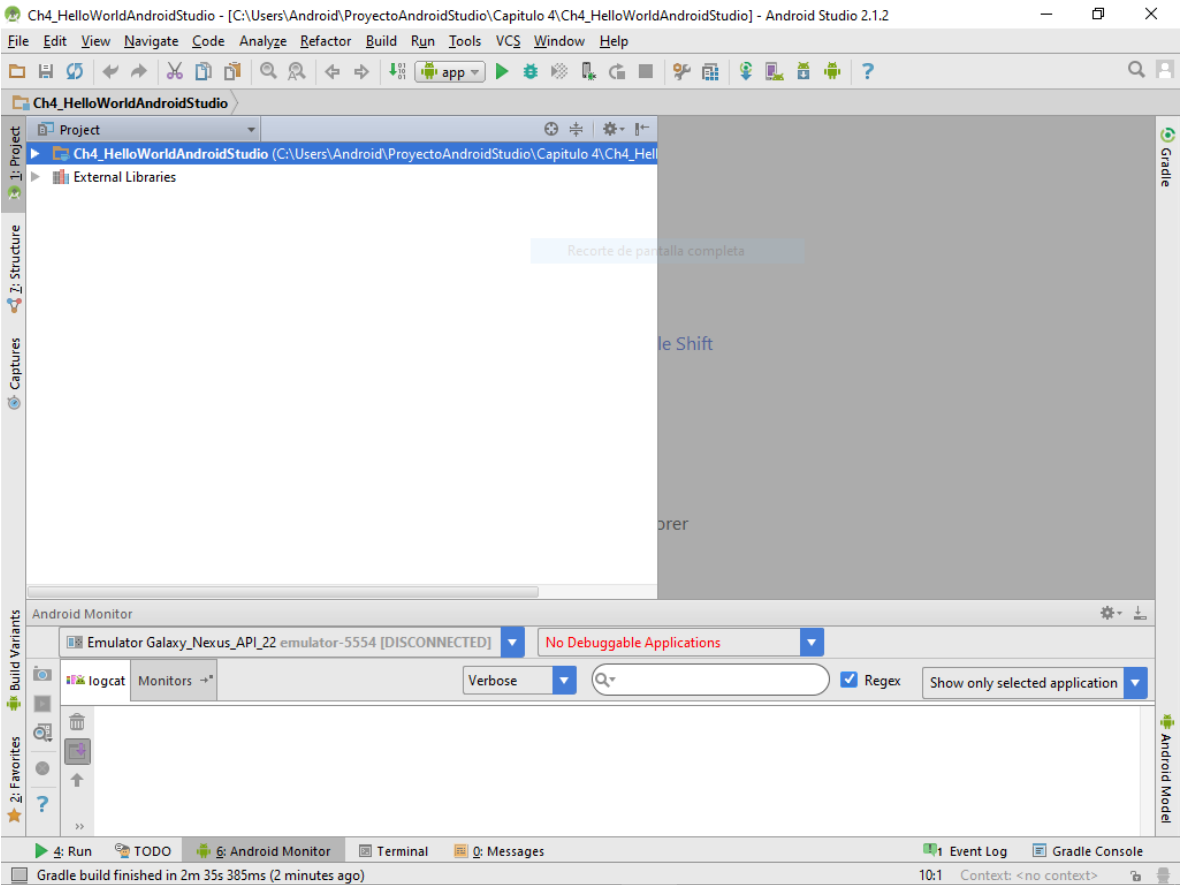 Ch4_HelloWorldAndroidStudio - [C:\Users\Android\ProyectoAndroidStudio\Capitulo 4\Ch4_HelloWorldAndroidStudio] - Android Studio 2.1.2
File Edit View Navigate Code Analyze Refactor Build Run Tools VCS Window Help
app
Ch4_HelloWorldAndroidStudio
Project
1: Project
Ch4_HelloWorldAndroidStudio (C:\Users\Android\ProyectoAndroidStudio\Capitulo 4\Ch4_Hell
External Libraries
Gradle
7: Structure
Recorte de pantalla completa
Captures
le Shift
orer
Android Monitor
Build Variants
Emulator Galaxy_Nexus_API_22 emulator-5554 [DISCONNECTED]
No Debuggable Applications
logcat
Monitors
Verbose
Regex
Show only selected application
2: Favorites
Android Model
4: Run
TODO
6: Android Monitor
Terminal
0: Messages
1 Event Log
Gradle Console
Gradle build finished in 2m 35s 385ms (2 minutes ago)
10:1
Context: <no context>